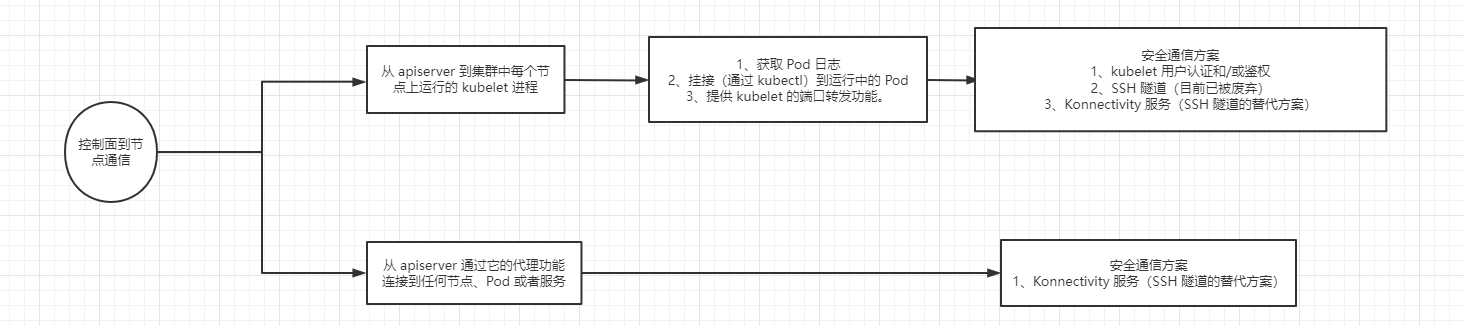 控制面到节
点通信
从 apiserver 到集群中每个节
点上运行的 kubelet 进程
1、获取 Pod 日志
2、挂接（通过 kubectl）到运行中的 Pod
3、提供 kubelet 的端口转发功能。
安全通信方案
1、kubelet 用户认证和/或鉴权
2、SSH 隧道（目前已被废弃）
3、Konnectivity 服务（SSH 隧道的替代方案）
从 apiserver 通过它的代理功能
连接到任何节点、Pod 或者服务
安全通信方案
1、Konnectivity 服务（SSH 隧道的替代方案）